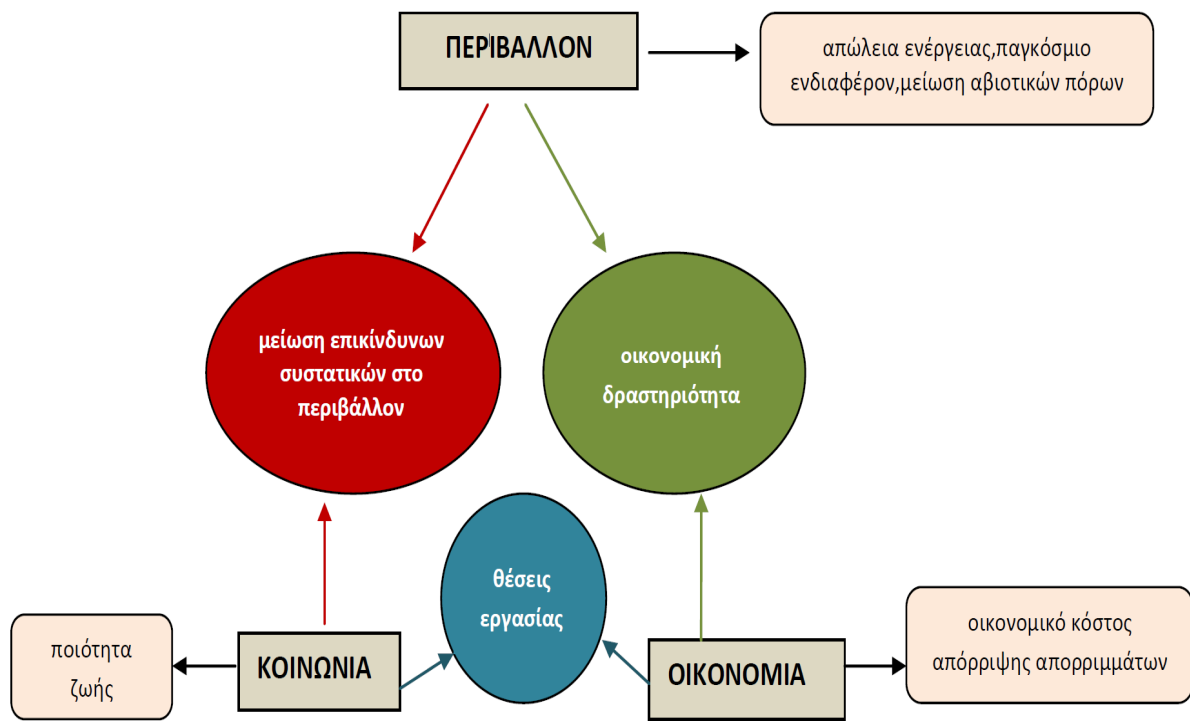 ΠΕΡΙΒΑΛΛΟΝ
απώλεια ενέργειας,παγκόσμιο
ενδιαφέρον,μείωση αβιοτικών πόρων
μείωση επικίνδυνων
συστατικών στο
περιβάλλον
οικονομική
δραστηριότητα
θέσεις
εργασίας
ποιότητα
ζωής
ΚΟΙΝΩΝΙΑ
ΟΙΚΟΝΟΜΙΑ
οικονομικό κόστος
απόρριψης απορριμμάτων